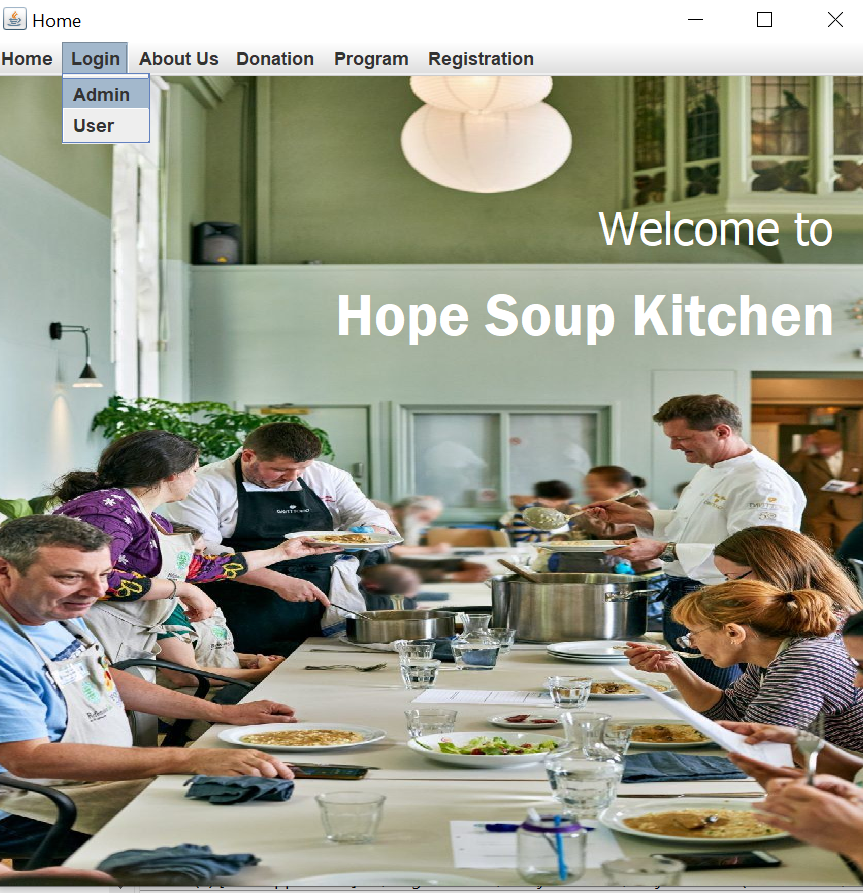 Home
Home Login About Us Donation Program Registration
Admin
User
Welcome to
Hope Soup Kitchen